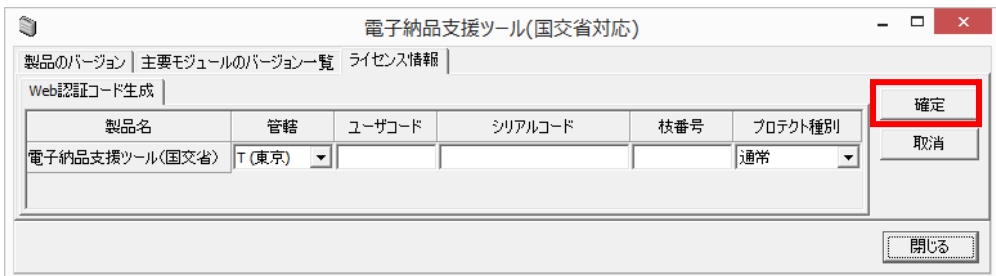 電子納品支援ツール(国交省対応)
製品のバージョン 主要モジュールのバージョン一覧 ライセンス情報
Web認証コード生成
確定
製品名 管轄 ユーザコード シリアルコード 枝番号 プロテクト種別
取消
電子納品支援ツール(国交省) T (東京) 通常
閉じる